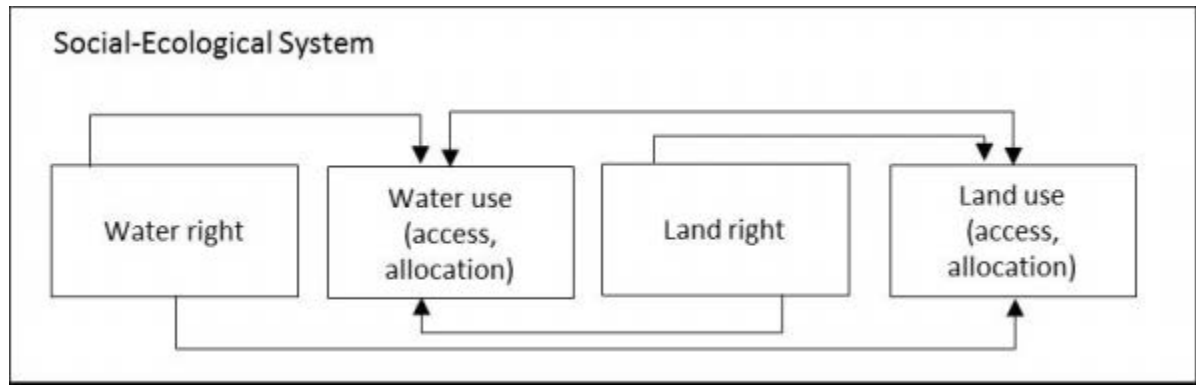 Social-Ecological System
Water right
Water use
(access,
allocation)
Land right
Land use
(access,
allocation)